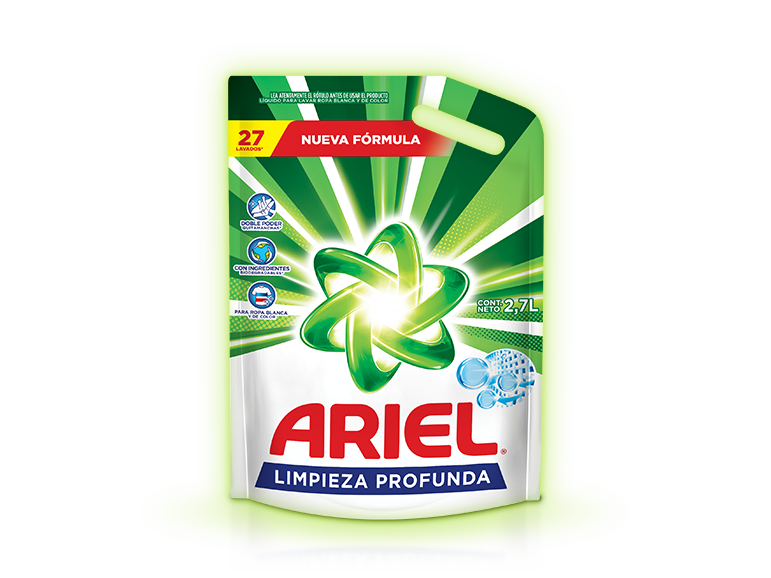 LEA ATENTAMENTE EL RÓTULO ANTES DE USAR EL PRODUCTO
LÍQUIDO PARA LAVAR ROPA BLANCA Y DE COLOR
27
LAVADOS*
NUEVA FÓRMULA
DOBLE PODER
QUITAMANCHAS*
CON INGREDIENTES
BIODEGRADABLES*
PARA ROPA BLANCA
Y DE COLOR
CONT.
NETO 2,7L
ARIEL®
LIMPIEZA PROFUNDA